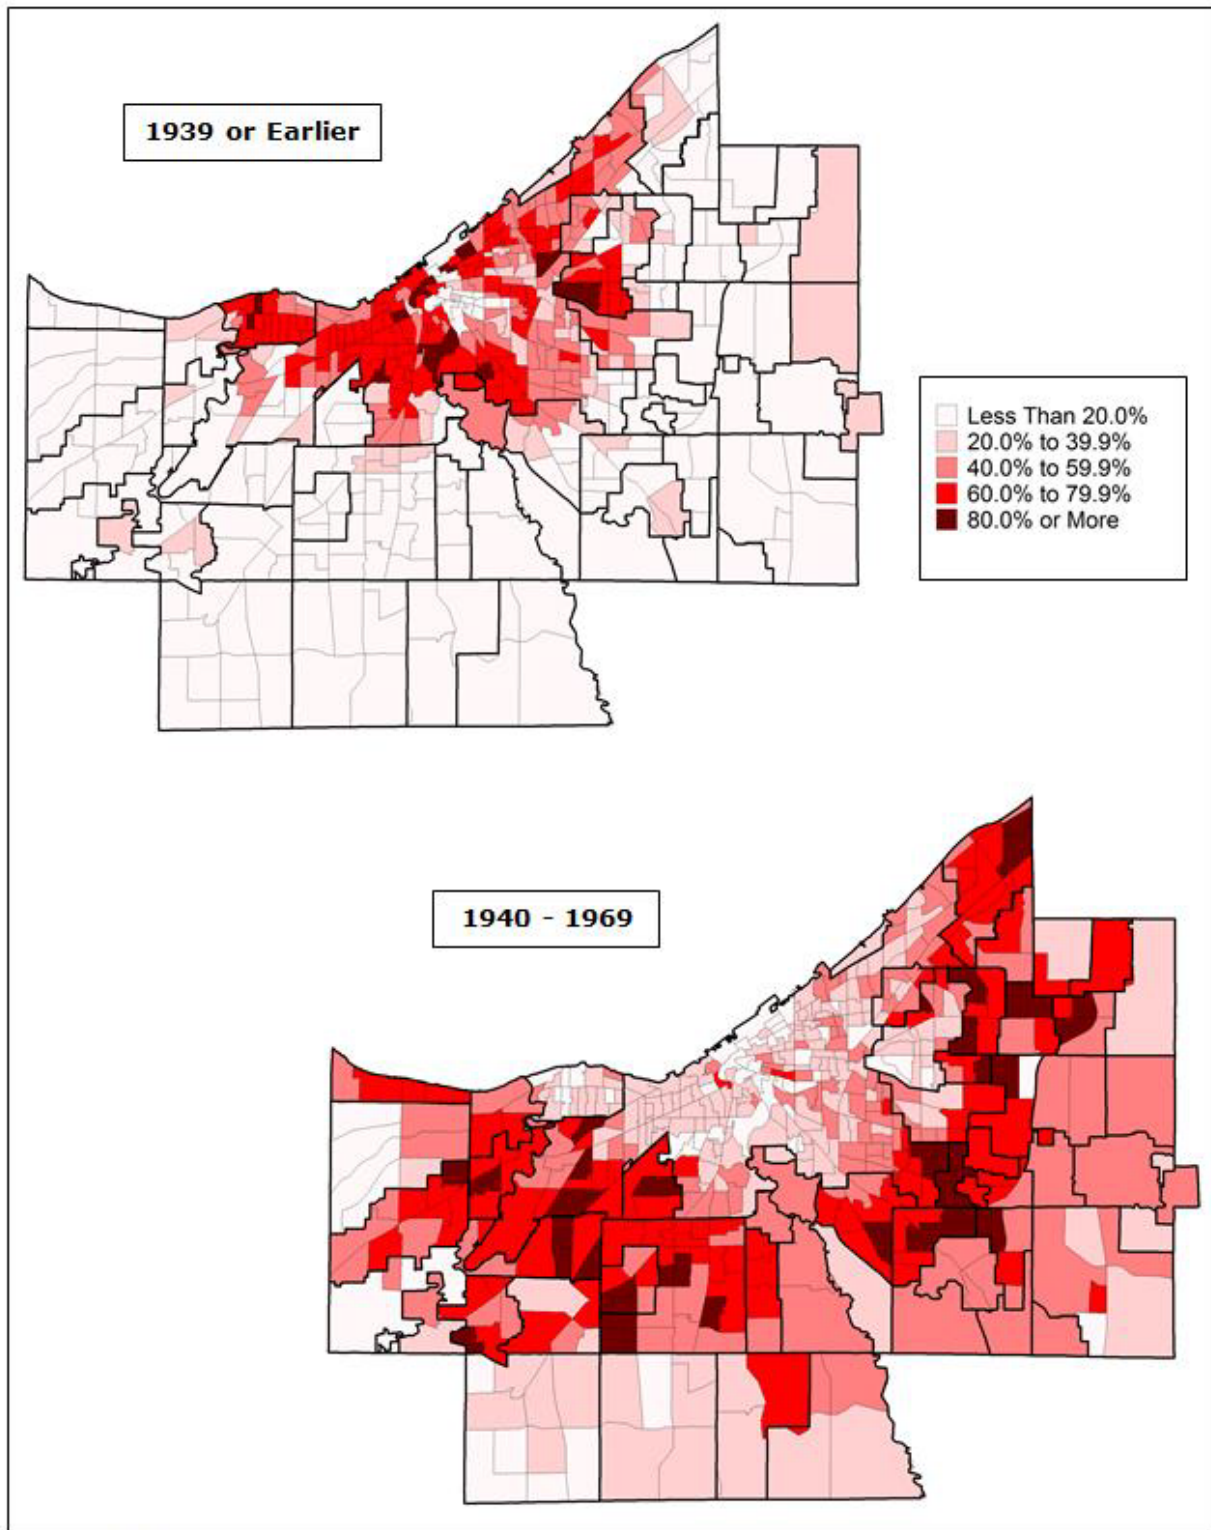 1939 or Earlier
Less Than 20.0%
20.0% to 39.9%
40.0% to 59.9%
60.0% to 79.9%
80.0% or More
1940 - 1969